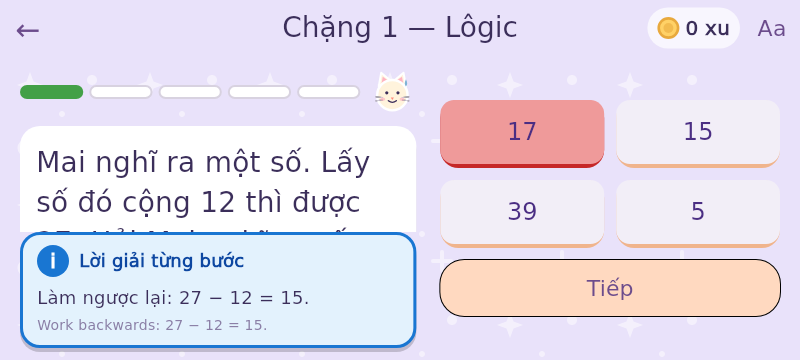 ←
Chặng 1 — Lôgic
0 xu
Aa
Mai nghĩ ra một số. Lấy
số đó cộng 12 thì được
i
Lời giải từng bước
Làm ngược lại: 27 − 12 = 15.
Work backwards: 27 − 12 = 15.
17
15
39
5
Tiếp